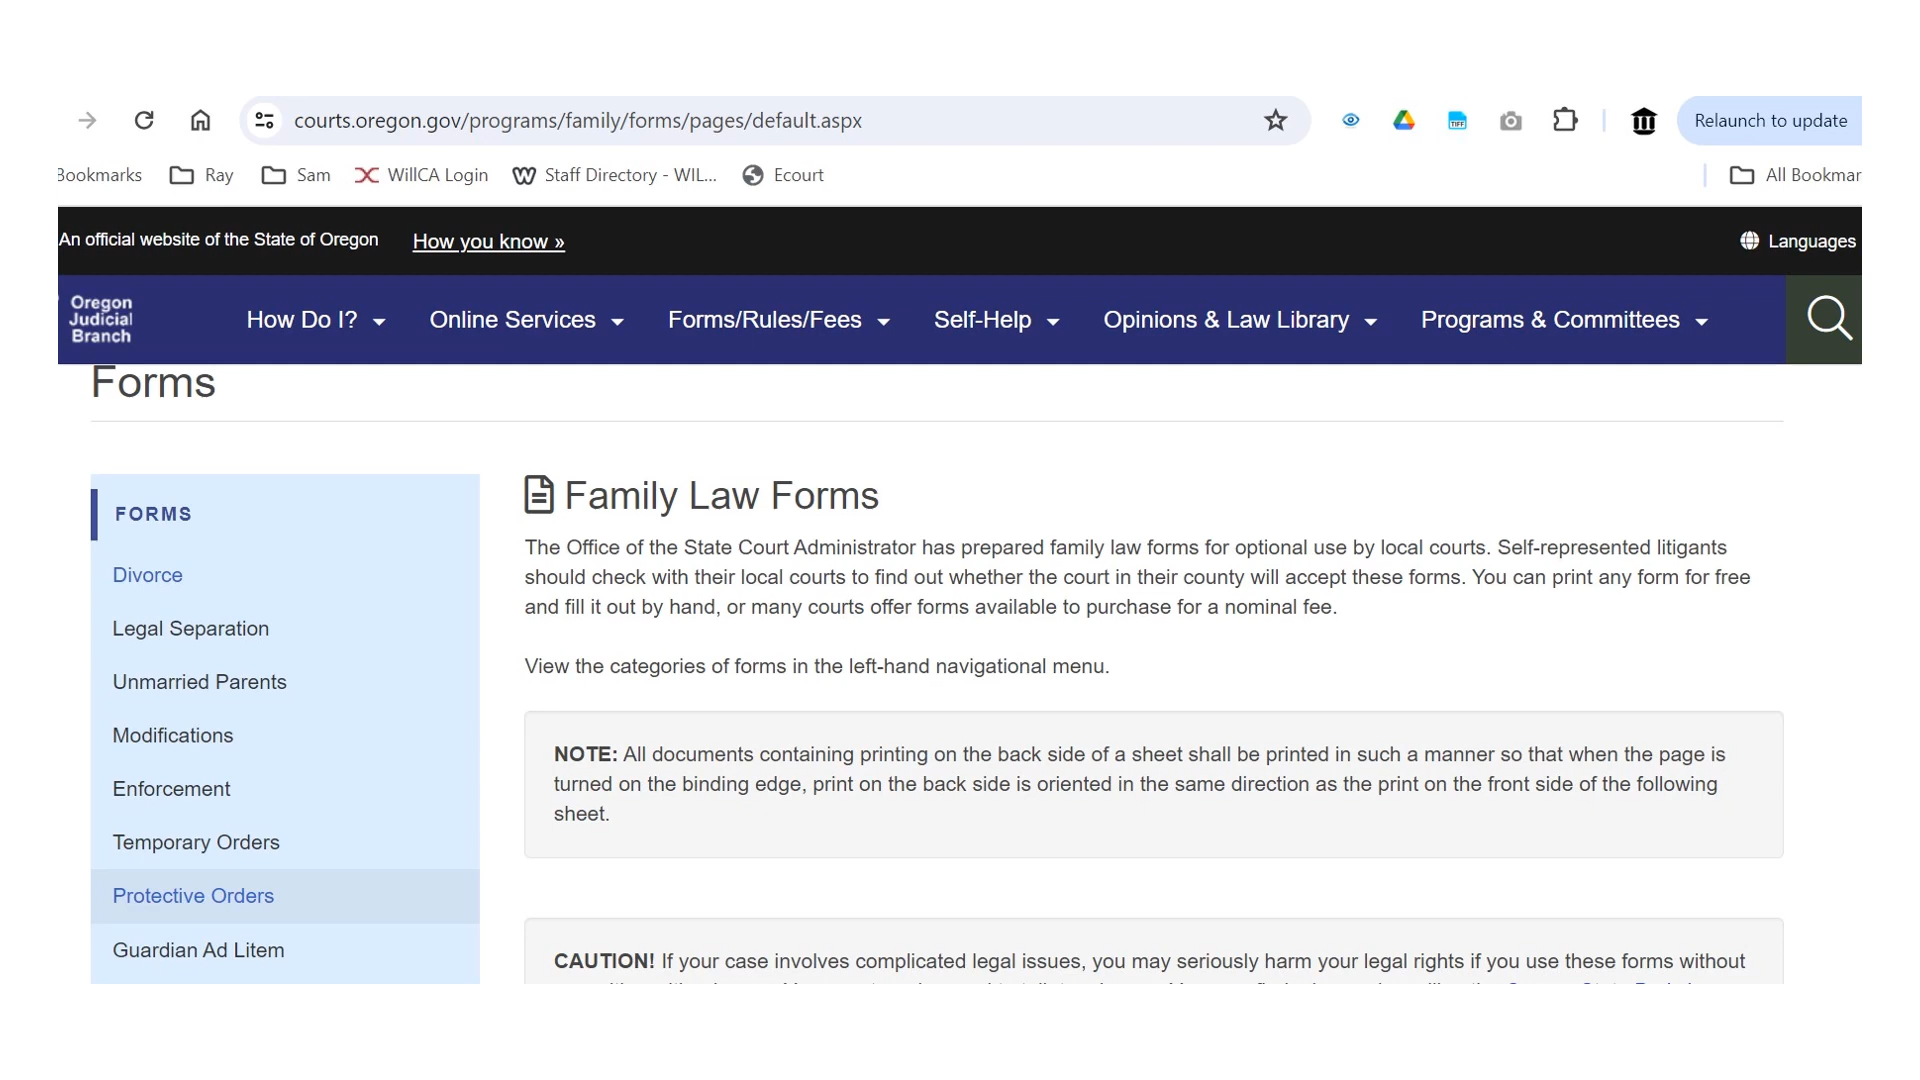 courts.oregon.gov/programs/family/forms/pages/default.aspx
TIFF
Relaunch to update
Bookmarks
Ray
Sam
WillCA Login
Staff Directory - WIL...
Ecourt
All Bookmar
An official website of the State of Oregon
How you know »
Languages
Oregon
Judicial
Branch
How Do I?
Online Services
Forms/Rules/Fees
Self-Help
Opinions & Law Library
Programs & Committees
Forms
FORMS
Divorce
Legal Separation
Unmarried Parents
Modifications
Enforcement
Temporary Orders
Protective Orders
Guardian Ad Litem
Family Law Forms
The Office of the State Court Administrator has prepared family law forms for optional use by local courts. Self-represented litigants
should check with their local courts to find out whether the court in their county will accept these forms. You can print any form for free
and fill it out by hand, or many courts offer forms available to purchase for a nominal fee.
View the categories of forms in the left-hand navigational menu.
NOTE: All documents containing printing on the back side of a sheet shall be printed in such a manner so that when the page is
turned on the binding edge, print on the back side is oriented in the same direction as the print on the front side of the following
sheet.
CAUTION! If your case involves complicated legal issues, you may seriously harm your legal rights if you use these forms without